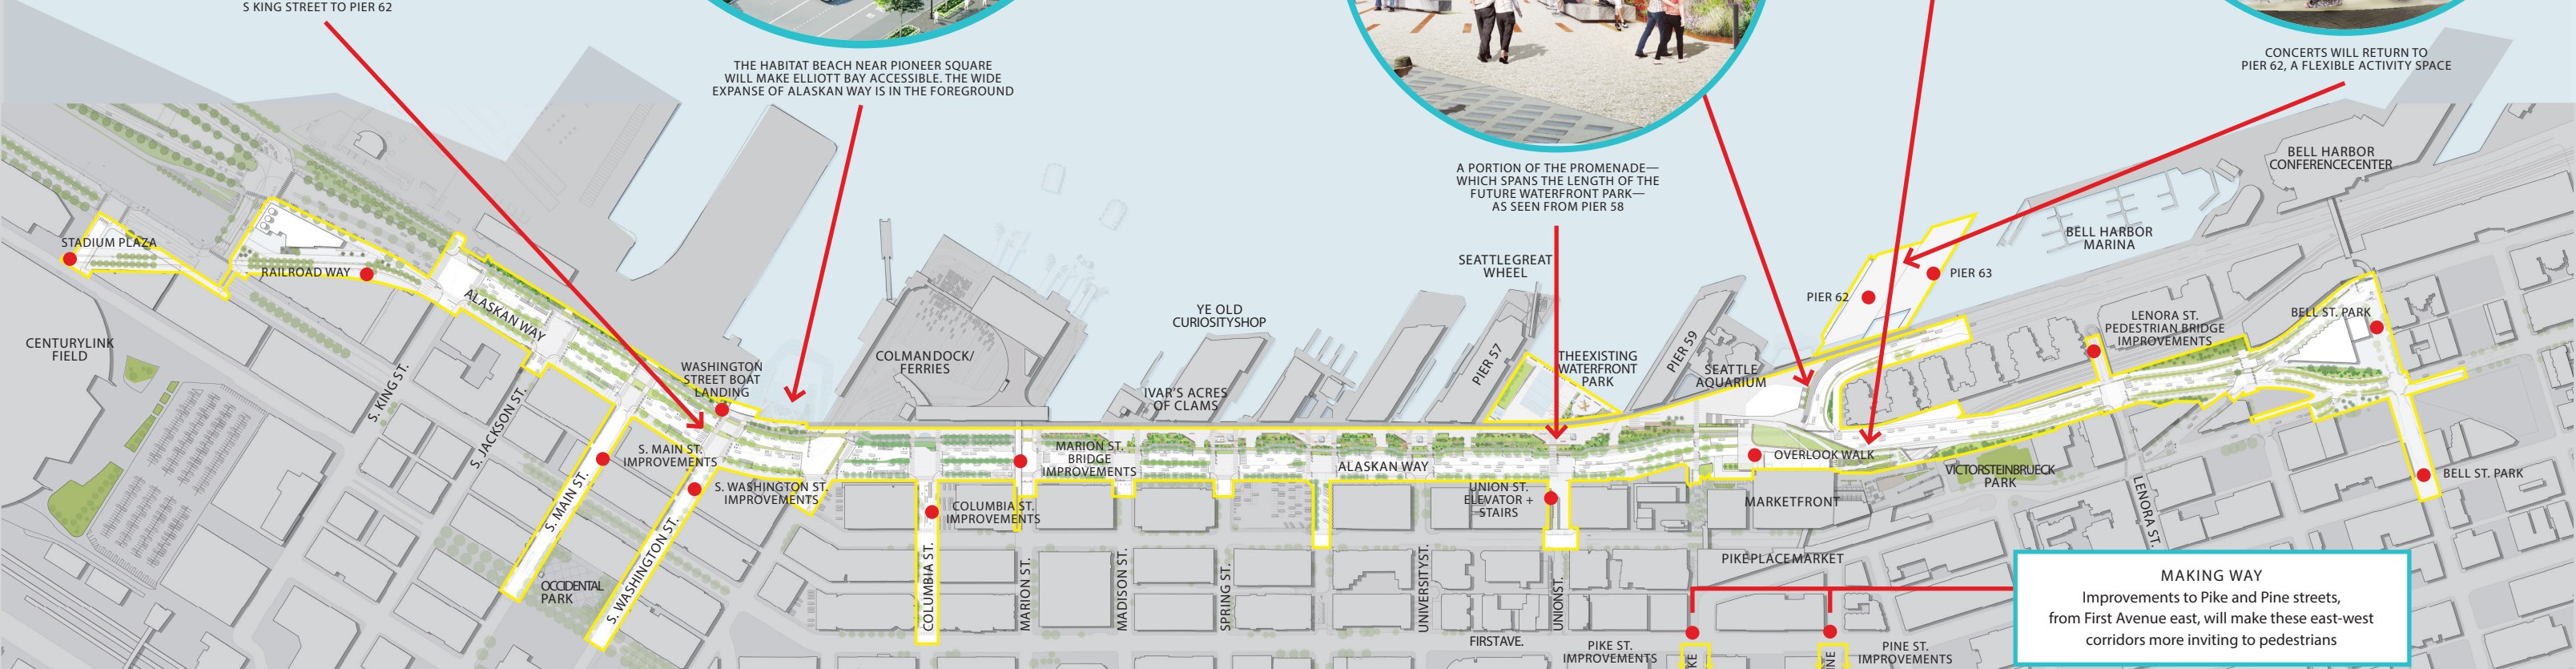 S KING STREET TO PIER 62
THE HABITAT BEACH NEAR PIONEER SQUARE
WILL MAKE ELLIOTT BAY ACCESSIBLE. THE WIDE
EXPANSE OF ALASKAN WAY IS IN THE FOREGROUND
A PORTION OF THE PROMENADE—
WHICH SPANS THE LENGTH OF THE
FUTURE WATERFRONT PARK—
AS SEEN FROM PIER 58
CONCERTS WILL RETURN TO
PIER 62, A FLEXIBLE ACTIVITY SPACE
STADIUM PLAZA
RAILROAD WAY
ALASKAN WAY
CENTURYLINK
FIELD
S. KING ST.
S. JACKSON ST.
WASHINGTON
STREET BOAT
LANDING
S. MAIN ST.
IMPROVEMENTS
S. WASHINGTON ST.
IMPROVEMENTS
S. MAIN ST.
S. WASHINGTON ST.
OCCIDENTAL
PARK
COLMANDOCK/
FERRIES
YE OLD
CURIOSITYSHOP
IVAR'S ACRES
OF CLAMS
COLUMBIA ST.
IMPROVEMENTS
MARION ST.
BRIDGE
IMPROVEMENTS
COLUMBIA ST.
MARION ST.
MADISON ST.
SPRING ST.
ALASKAN WAY
UNIVERSITY ST.
UNION ST.
FIRSTAVE.
SEATTLEGREAT
WHEEL
PIER 57
THEEXISTING
WATERFRONT
PARK
PIER 59
SEATTLE
AQUARIUM
UNION ST.
ELEVATOR +
STAIRS
PIER 62
PIER 63
OVERLOOK WALK
MARKETFRONT
PIKEPLACEMARKET
VICTORSTEINBRUECK
PARK
LENORA ST.
BELL HARBOR
MARINA
BELL HARBOR
CONFERENCECENTER
LENORA ST.
PEDESTRIAN BRIDGE
IMPROVEMENTS
BELL ST. PARK
BELL ST. PARK
PIKE ST.
IMPROVEMENTS
KE
NE
PINE ST.
IMPROVEMENTS
MAKING WAY
Improvements to Pike and Pine streets,
from First Avenue east, will make these east-west
corridors more inviting to pedestrians